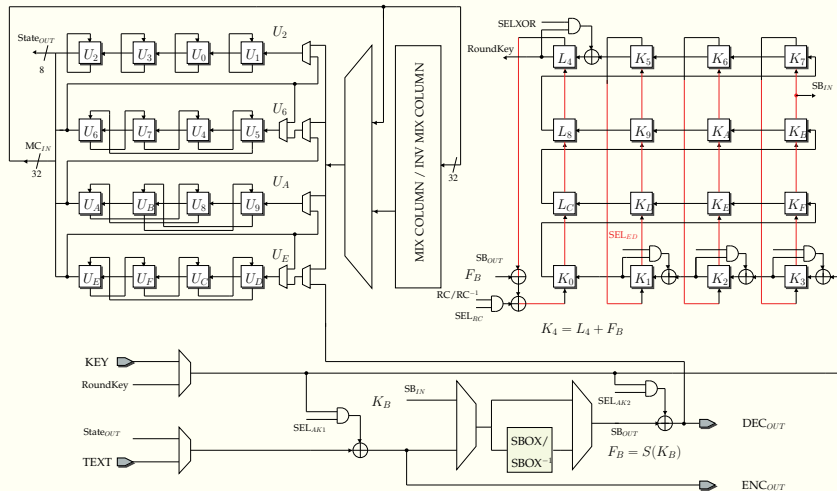 State_OUT
8
U_2 U_3 U_0 U_1
U_2
U_6
U_6 U_7 U_4 U_5
MC_IN
32
U_A
U_A U_B U_8 U_9
U_E
U_E U_F U_C U_D
MIX COLUMN / INV MIX COLUMN
32
SELXOR
RoundKey
L_4 K_5 K_6 K_7
SB_IN
L_8 K_9 K_A K_B
L_C K_D K_E K_F
SEL_ED
SB_OUT
F_B
K_0 K_1 K_2 K_3
RC/RC^-1
SEL_RC
K_4 = L_4 + F_B
KEY
RoundKey
SEL_AK1
K_B
SB_IN
SEL_AK2
State_OUT
TEXT
SBOX/
SBOX^-1
SB_OUT
F_B = S(K_B)
DEC_OUT
ENC_OUT